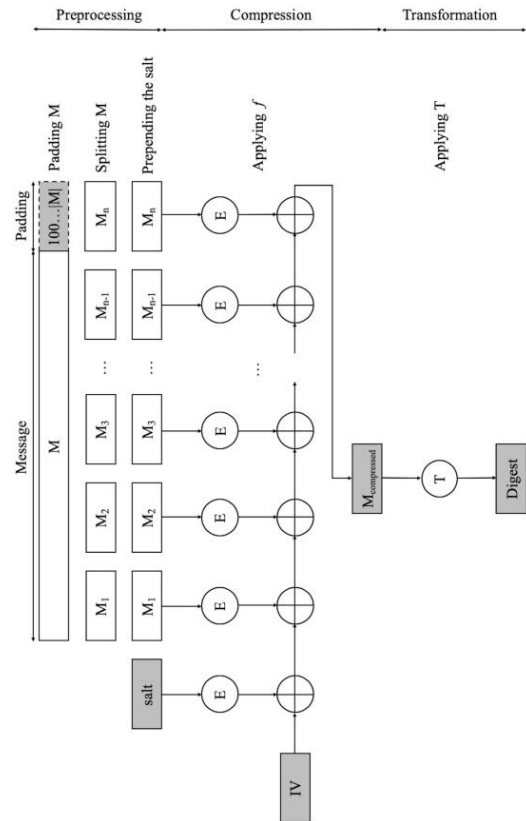 Preprocessing
Compression
Transformation
Message
Padding
M
100…|M|
Padding M
M₁
M₂
M₃
…
Mₙ₋₁
Mₙ
Splitting M
salt
M₁
M₂
M₃
…
Mₙ₋₁
Mₙ
Prepending the salt
E
E
E
E
E
E
Applying f
…
IV
M_compressed
T
Applying T
Digest